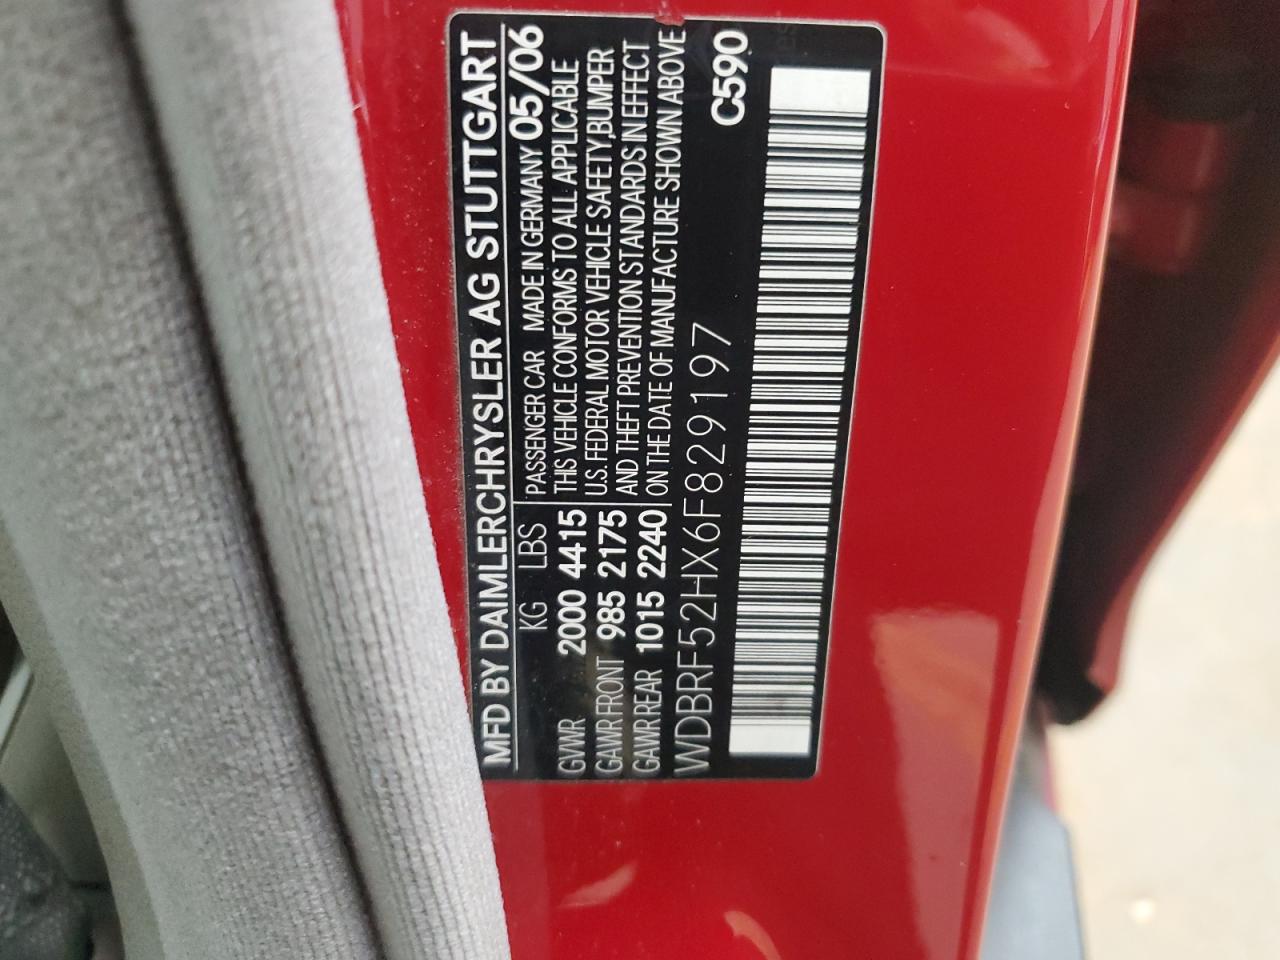 MFD BY DAIMLERCHRYSLER AG STUTTGART
KG LBS PASSENGER CAR MADE IN GERMANY 05/06
GVWR 2000 4415 THIS VEHICLE CONFORMS TO ALL APPLICABLE
GAWR FRONT 985 2175 U.S. FEDERAL MOTOR VEHICLE SAFETY,BUMPER
GAWR REAR 1015 2240 AND THEFT PREVENTION STANDARDS IN EFFECT
ON THE DATE OF MANUFACTURE SHOWN ABOVE
WDBRF52HX6F829197
C590